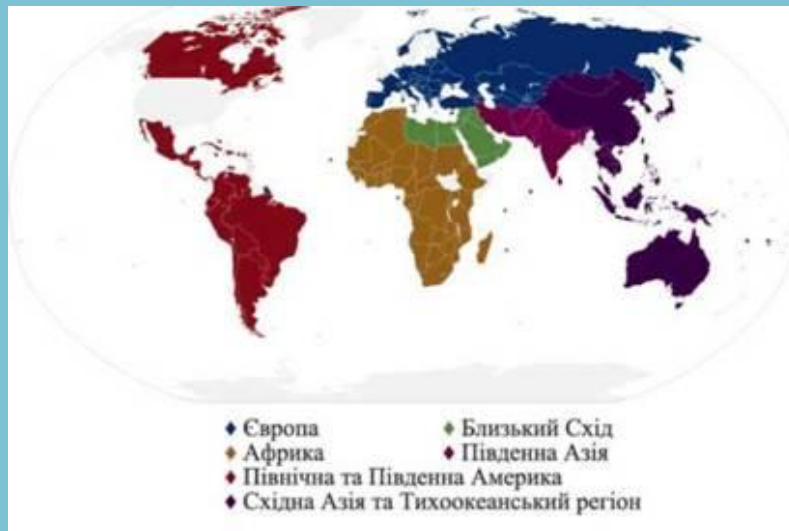 Європа
Близький Схід
Африка
Південна Азія
Північна та Південна Америка
Східна Азія та Тихоокеанський регіон